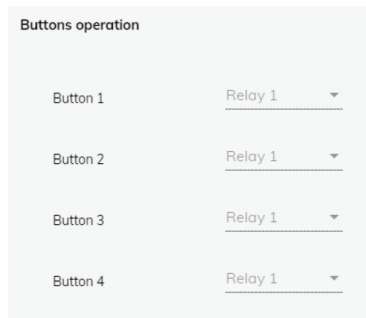 Buttons operation
Button 1 Relay 1
Button 2 Relay 1
Button 3 Relay 1
Button 4 Relay 1